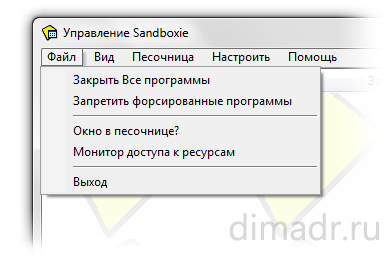 Управление Sandboxie
Файл Вид Песочница Настроить Помощь
Закрыть Все программы
Запретить форсированные программы
Окно в песочнице?
Монитор доступа к ресурсам
Выход
dimadr.ru